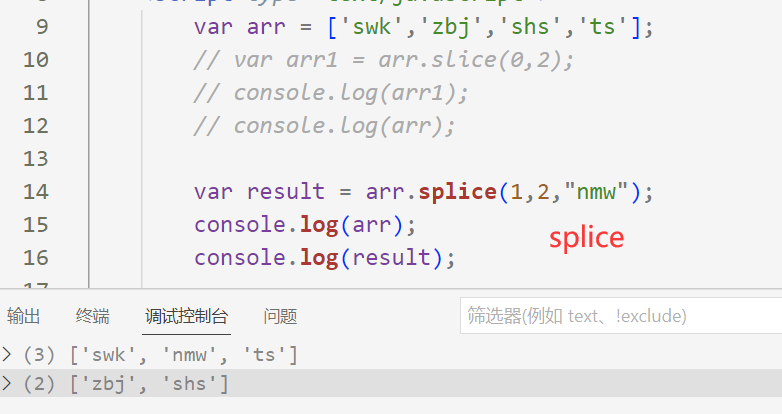 9 var arr = ['swk','zbj','shs','ts'];
10 // var arr1 = arr.slice(0,2);
11 // console.log(arr1);
12 // console.log(arr);
13
14 var result = arr.splice(1,2,"nmw");
15 console.log(arr);
16 console.log(result);
splice
输出 终端 调试控制台 问题 筛选器(例如 text、!exclude)
> (3) ['swk', 'nmw', 'ts']
> (2) ['zbj', 'shs']